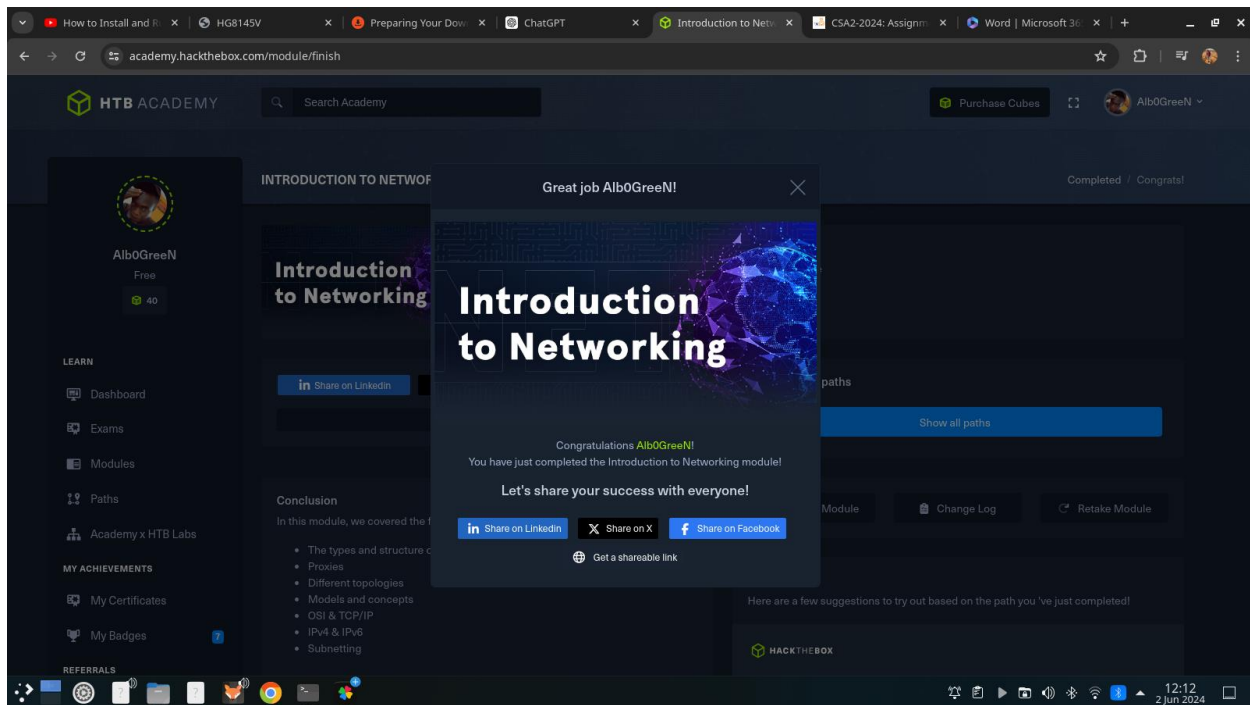 How to Install and R
HG8145V
Preparing Your Dow
ChatGPT
Introduction to Netw
CSA2-2024: Assignm
Word | Microsoft 36
academy.hackthebox.com/module/finish
HTB ACADEMY
Search Academy
Purchase Cubes
Alb0GreeN
INTRODUCTION TO NETWOR
Completed / Congrats!
Alb0GreeN
Free
40
Introduction
to Networking
Great job Alb0GreeN!
Introduction
to Networking
Congratulations Alb0GreeN!
You have just completed the Introduction to Networking module!
Let's share your success with everyone!
Share on Linkedin
Share on X
Share on Facebook
Get a shareable link
LEARN
Dashboard
Exams
Modules
Paths
Academy x HTB Labs
MY ACHIEVEMENTS
My Certificates
My Badges
7
REFERRALS
Share on Linkedin
paths
Show all paths
Conclusion
In this module, we covered the f
The types and structure o
Proxies
Different topologies
Models and concepts
OSI & TCP/IP
IPv4 & IPv6
Subnetting
Module
Change Log
Retake Module
Here are a few suggestions to try out based on the path you 've just completed!
HACKTHEBOX
12:12
2 Jun 2024